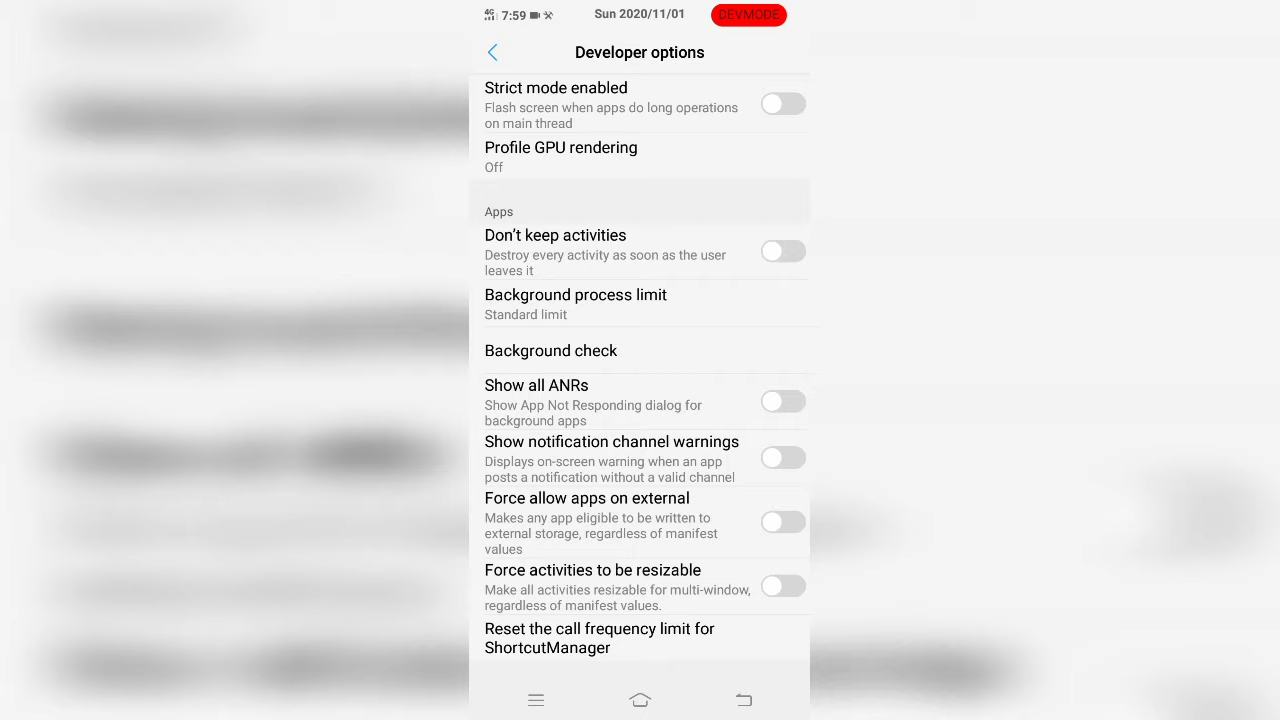 4G 7:59 Sun 2020/11/01 DEVMODE
Developer options
Strict mode enabled
Flash screen when apps do long operations
on main thread
Profile GPU rendering
Off
Apps
Don't keep activities
Destroy every activity as soon as the user
leaves it
Background process limit
Standard limit
Background check
Show all ANRs
Show App Not Responding dialog for
background apps
Show notification channel warnings
Displays on-screen warning when an app
posts a notification without a valid channel
Force allow apps on external
Makes any app eligible to be written to
external storage, regardless of manifest
values
Force activities to be resizable
Make all activities resizable for multi-window,
regardless of manifest values.
Reset the call frequency limit for
ShortcutManager